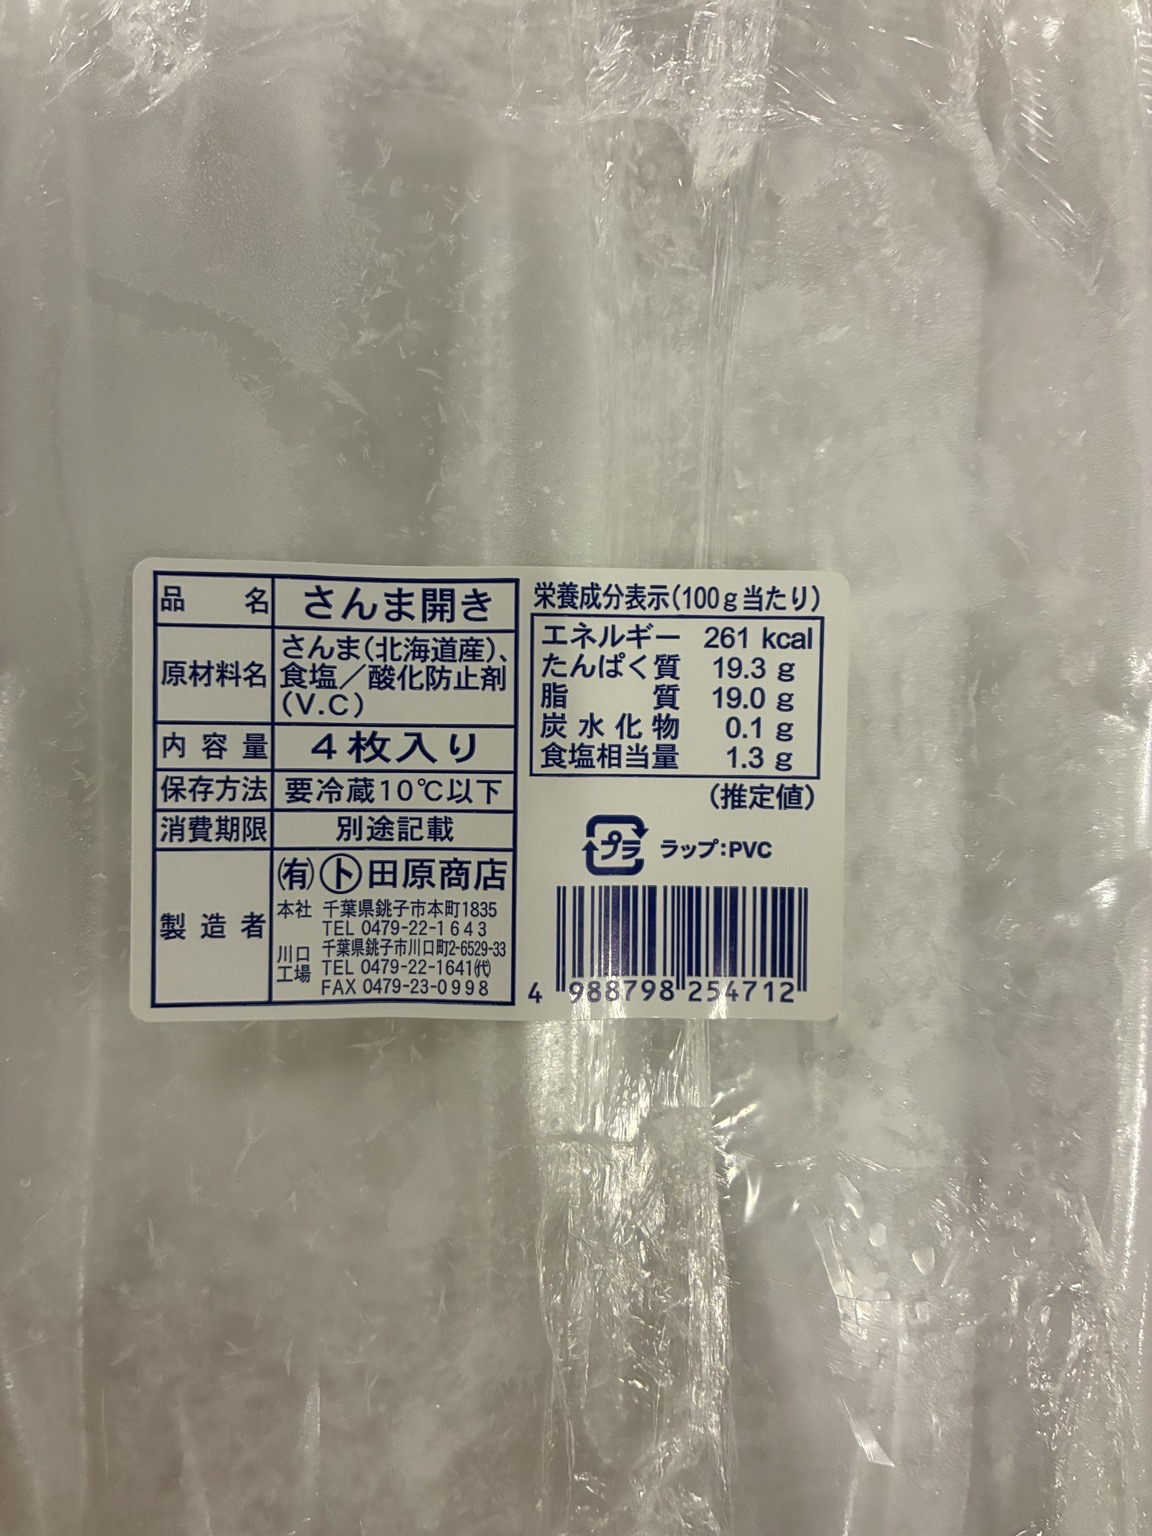 品名 さんま開き
原材料名 さんま(北海道産)、
食塩/酸化防止剤
(V.C)
内容量 4枚入り
保存方法 要冷蔵10℃以下
消費期限 別途記載
製造者 ㈲Ⓣ田原商店
本社 千葉県銚子市本町1835
TEL 0479-22-1643
川口工場 千葉県銚子市川口町2-6529-33
TEL 0479-22-1641㈹
FAX 0479-23-0998
栄養成分表示(100g当たり)
エネルギー 261 kcal
たんぱく質 19.3 g
脂質 19.0 g
炭水化物 0.1 g
食塩相当量 1.3 g
(推定値)
プラ ラップ:PVC
4 988798 254712